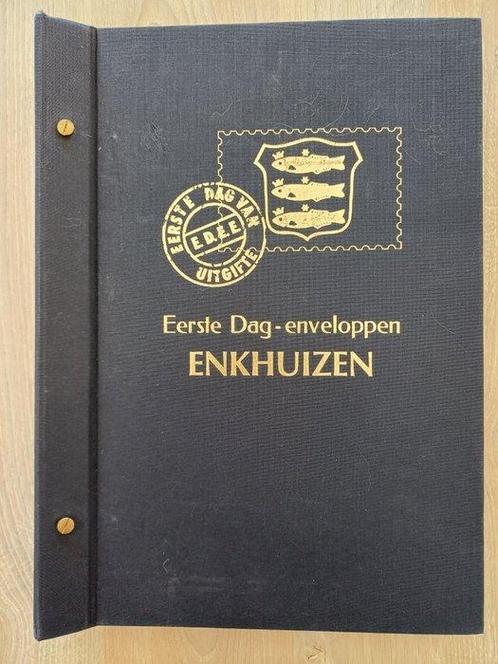 EERSTE DAG VAN
E.D.E.E
UITGIFTE
Eerste Dag-enveloppen
ENKHUIZEN